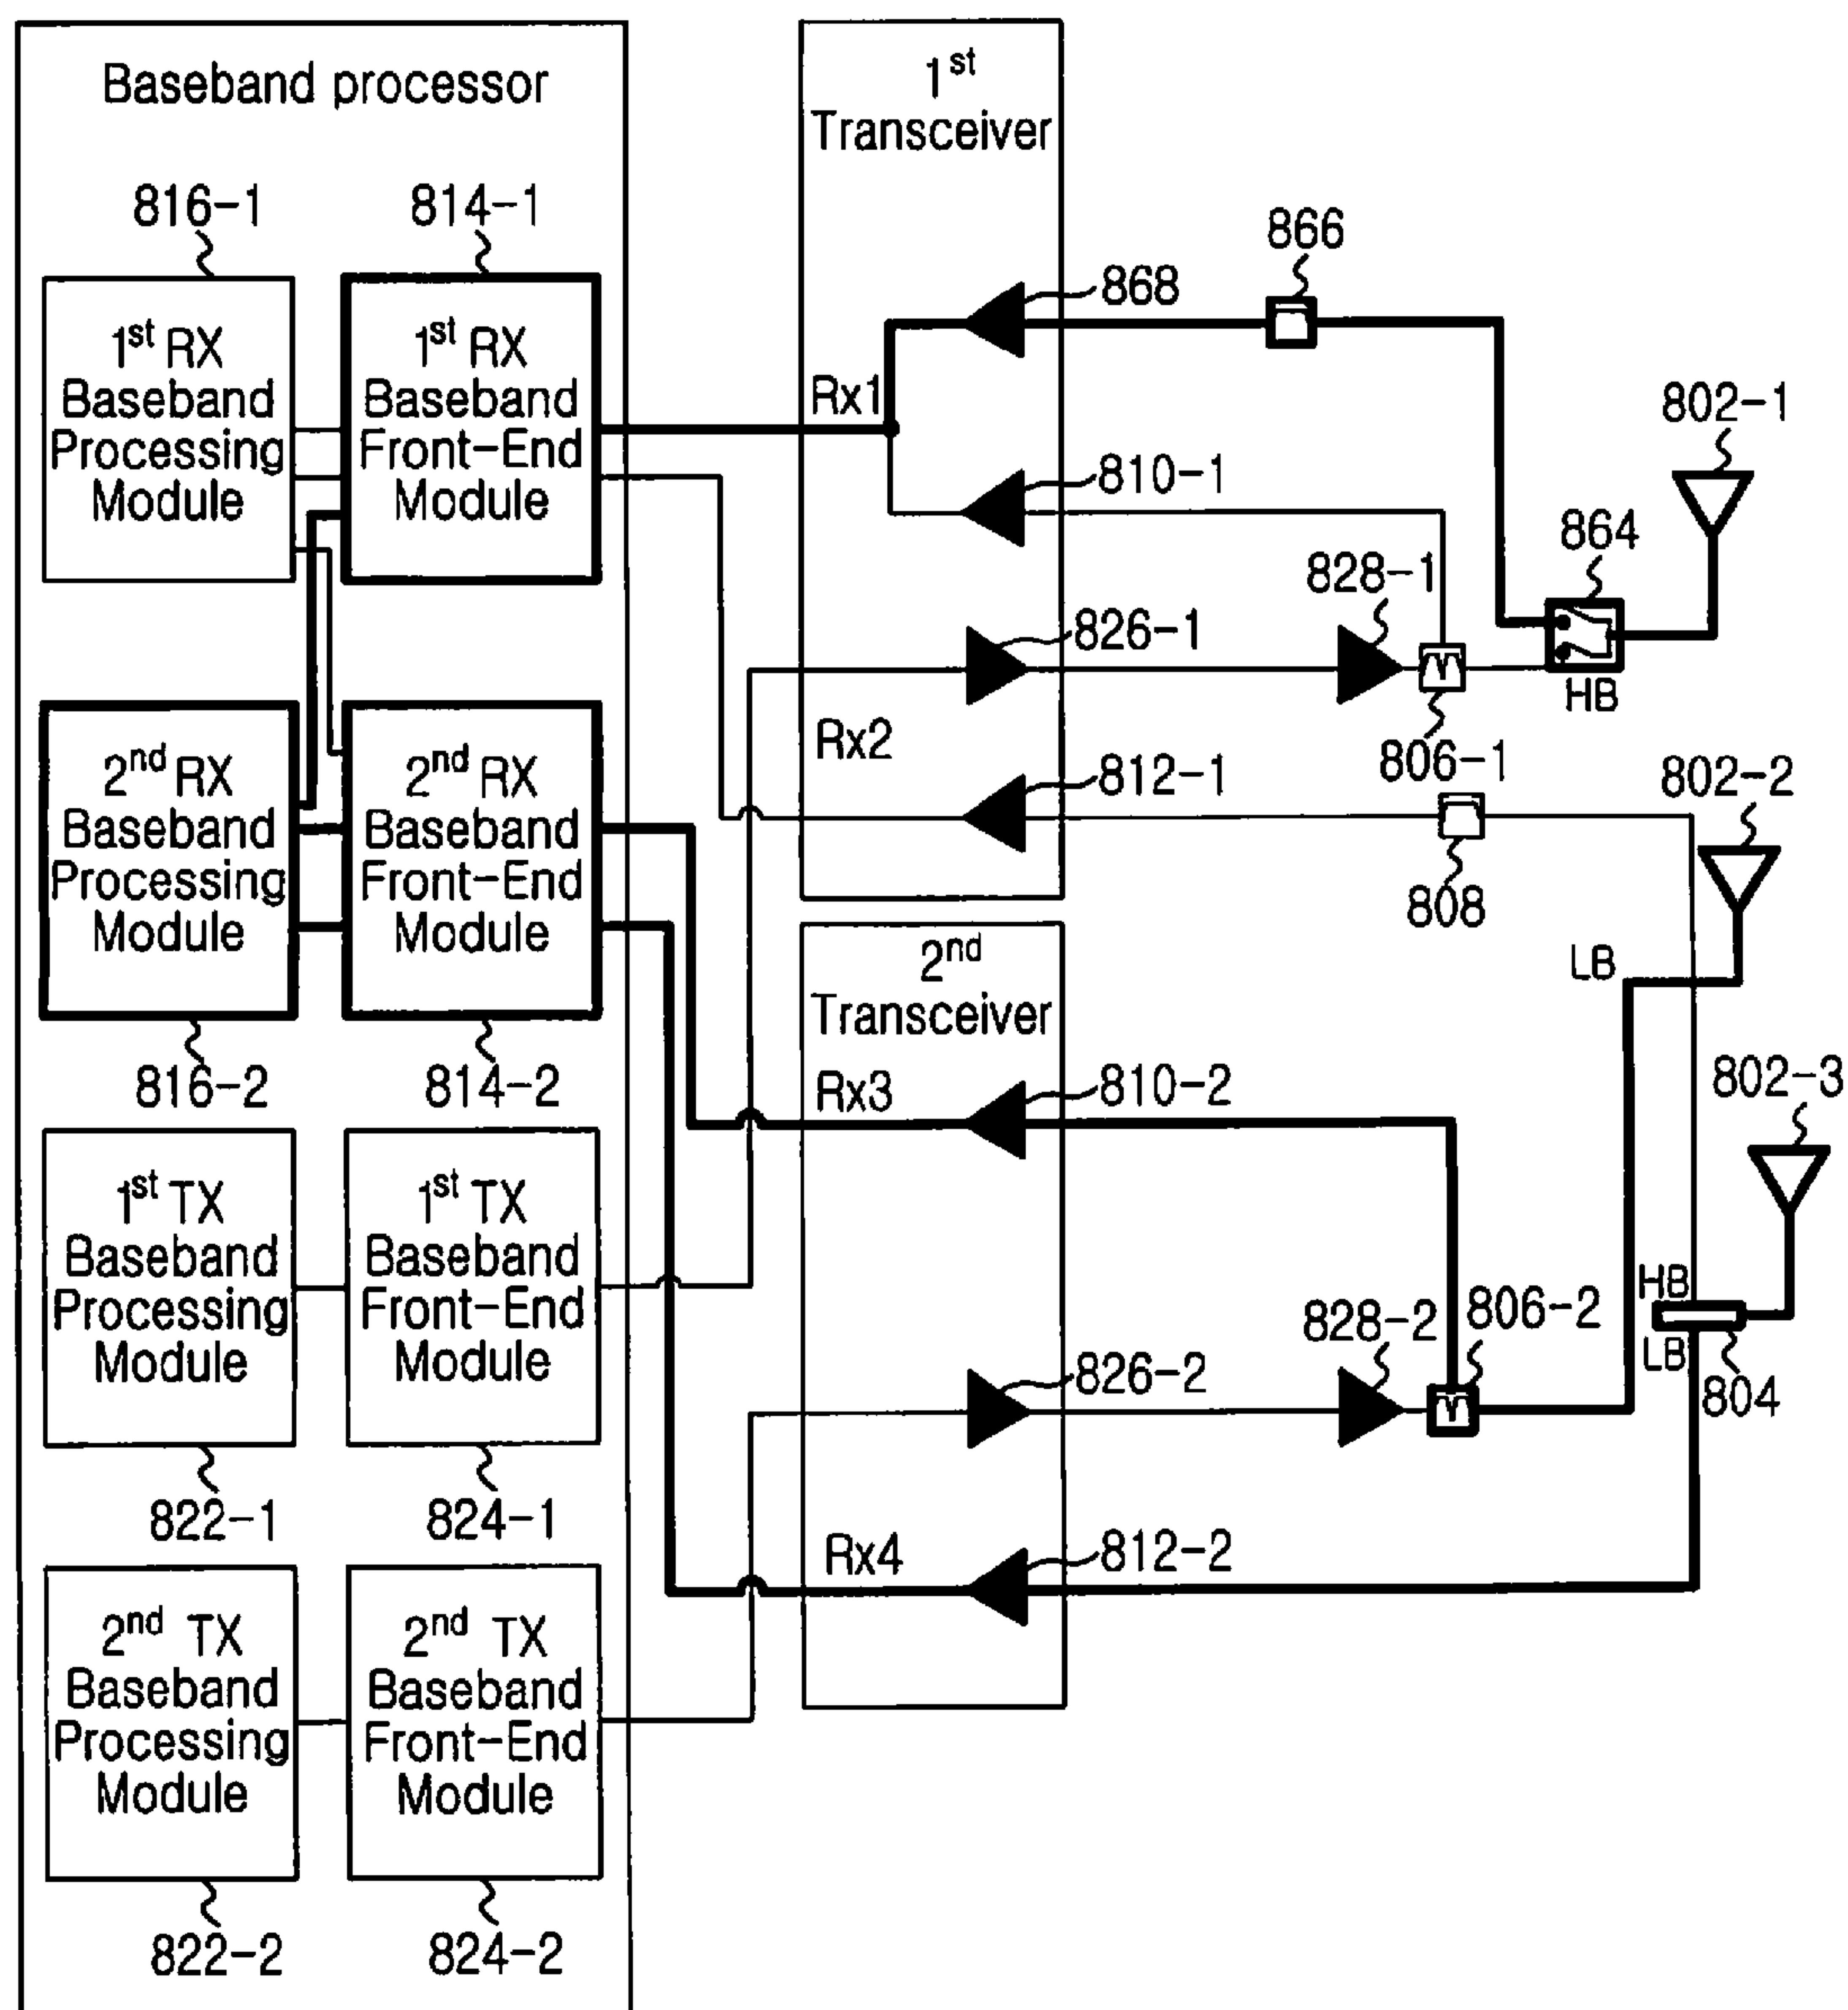 Baseband processor
1st
Transceiver
816-1
814-1
866
868
1st RX
Baseband
Processing
Module
1st RX
Baseband
Front-End
Module
Rx1
802-1
810-1
864
828-1
826-1
HB
Rx2
806-1
812-1
802-2
2nd RX
Baseband
Processing
Module
2nd RX
Baseband
Front-End
Module
808
2nd
Transceiver
LB
816-2
814-2
Rx3
810-2
802-3
1st TX
Baseband
Processing
Module
1st TX
Baseband
Front-End
Module
HB
828-2
806-2
LB
804
826-2
822-1
824-1
Rx4
812-2
2nd TX
Baseband
Processing
Module
2nd TX
Baseband
Front-End
Module
822-2
824-2